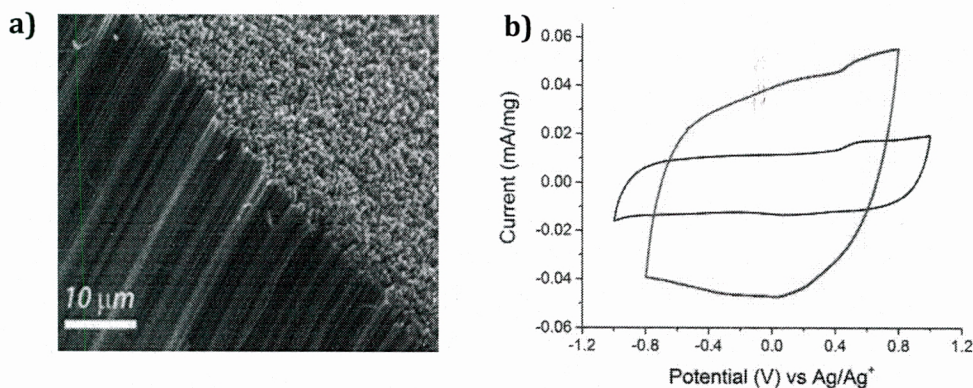 a)
10 μm
b)
Current (mA/mg)
0.06
0.04
0.02
0.00
-0.02
-0.04
-0.06
-1.2 -0.8 -0.4 0.0 0.4 0.8 1.2
Potential (V) vs Ag/Ag⁺